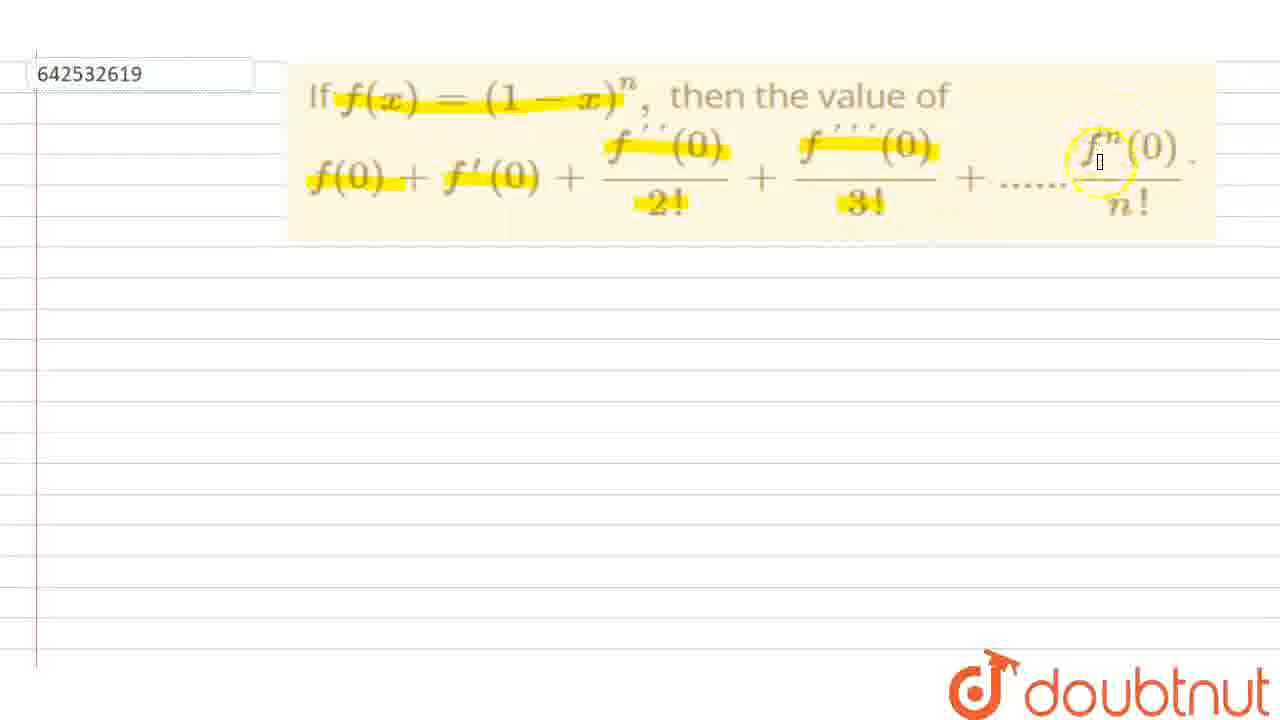 642532619
If f(x) = (1 − x)^n, then the value of
f(0) + f'(0) + f''(0)/2! + f'''(0)/3! + ...... f^n(0)/n! .
doubtnut